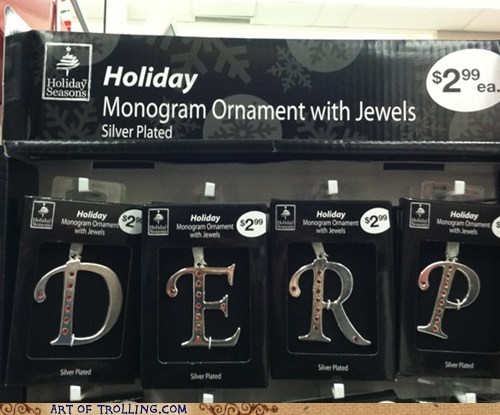 Holiday
Seasons
Holiday
Monogram Ornament with Jewels
Silver Plated
$2.99
ea.
Holiday
Monogram Ornament
with Jewels
$2
Holiday
Monogram Ornament
with Jewels
$2.99
Holiday
Monogram Ornament
with Jewels
$2.99
Holiday
Monogram Ornament
with Jewels
D
E
R
P
Silver Plated
Silver Plated
Silver Plated
Silver Plated
ART OF TROLLING.COM